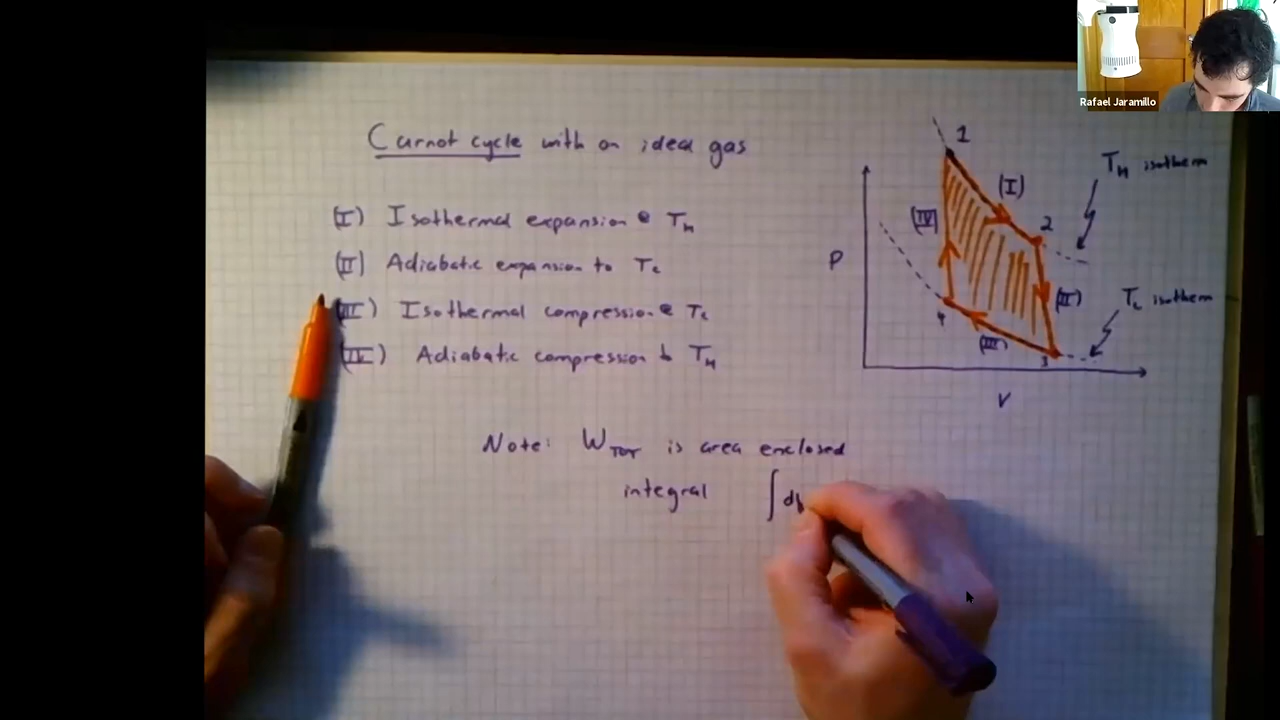 Rafael Jaramillo
Carnot cycle with an ideal gas
(I) Isothermal expansion @ TH
(II) Adiabatic expansion to Tc
(III) Isothermal compression @ Tc
(IV) Adiabatic compression to TH
Note: WTOT is area enclosed
integral ∫ d
1
(I)
TH isotherm
(IV)
2
P
(II)
Tc isotherm
4
(III)
3
V